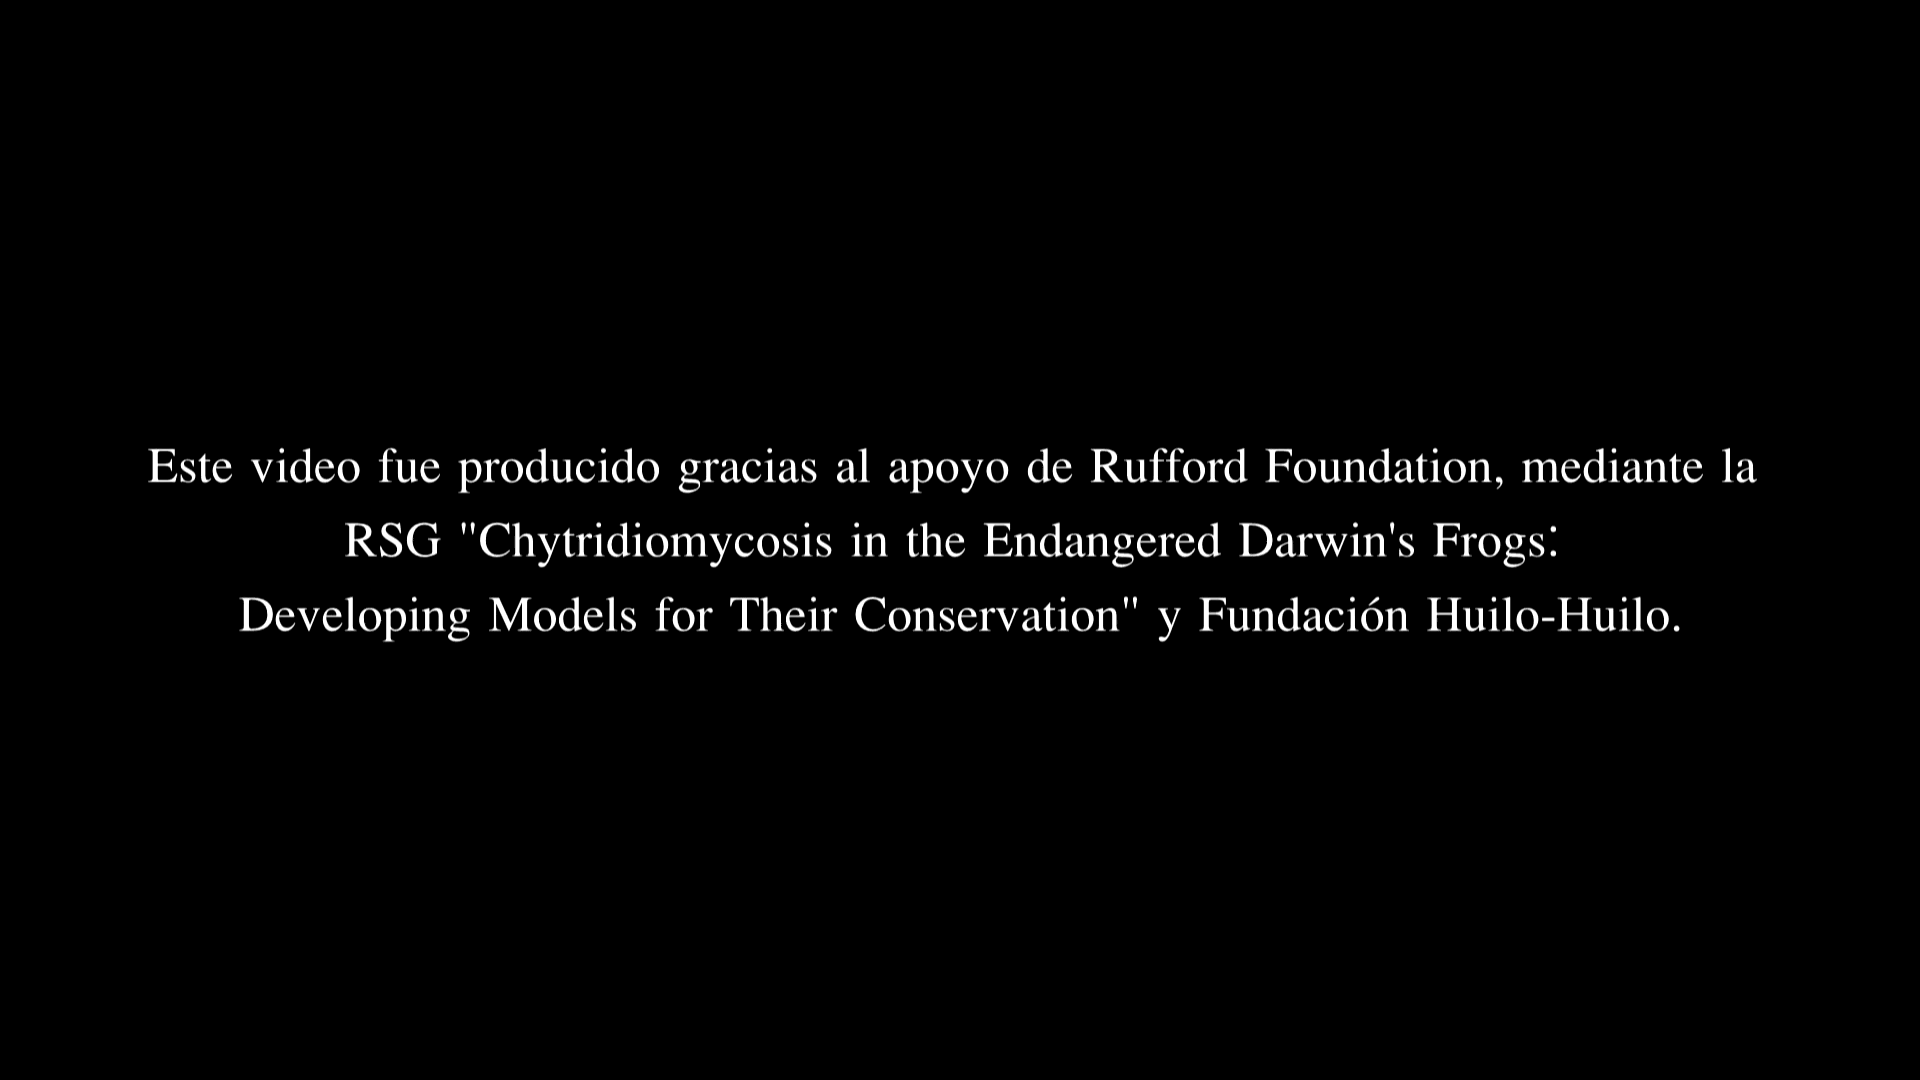 Este video fue producido gracias al apoyo de Rufford Foundation, mediante la
RSG "Chytridiomycosis in the Endangered Darwin's Frogs:
Developing Models for Their Conservation" y Fundación Huilo-Huilo.